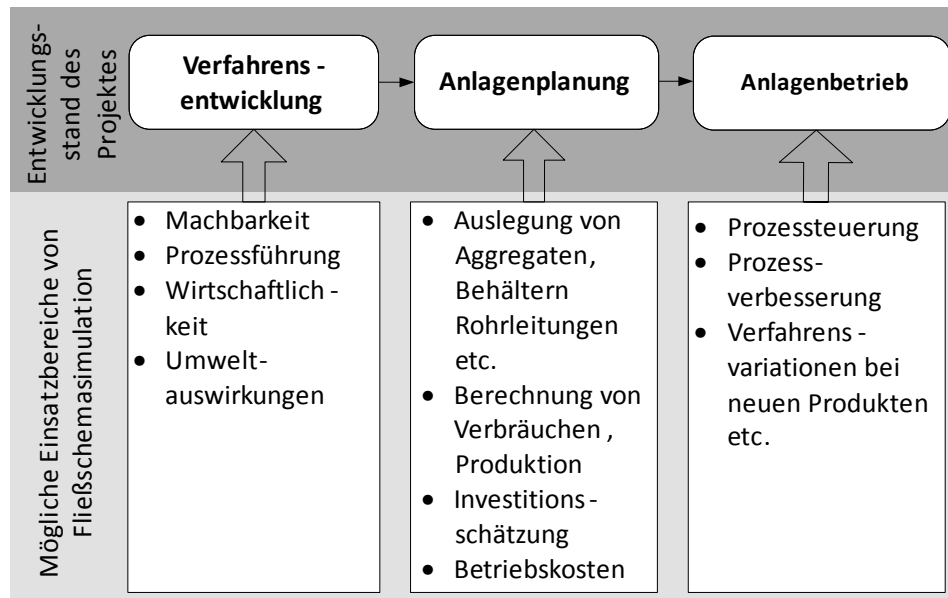 Entwicklungs-
stand des
Projektes
Verfahrens -
entwicklung
Anlagenplanung
Anlagenbetrieb
Mögliche Einsatzbereiche von
Fließschemasimulation
• Machbarkeit
• Prozessführung
• Wirtschaftlich -
keit
• Umwelt-
auswirkungen
• Auslegung von
Aggregaten,
Behältern
Rohrleitungen
etc.
• Berechnung von
Verbräuchen ,
Produktion
• Investitions -
schätzung
• Betriebskosten
• Prozessteuerung
• Prozess-
verbesserung
• Verfahrens -
variationen bei
neuen Produkten
etc.